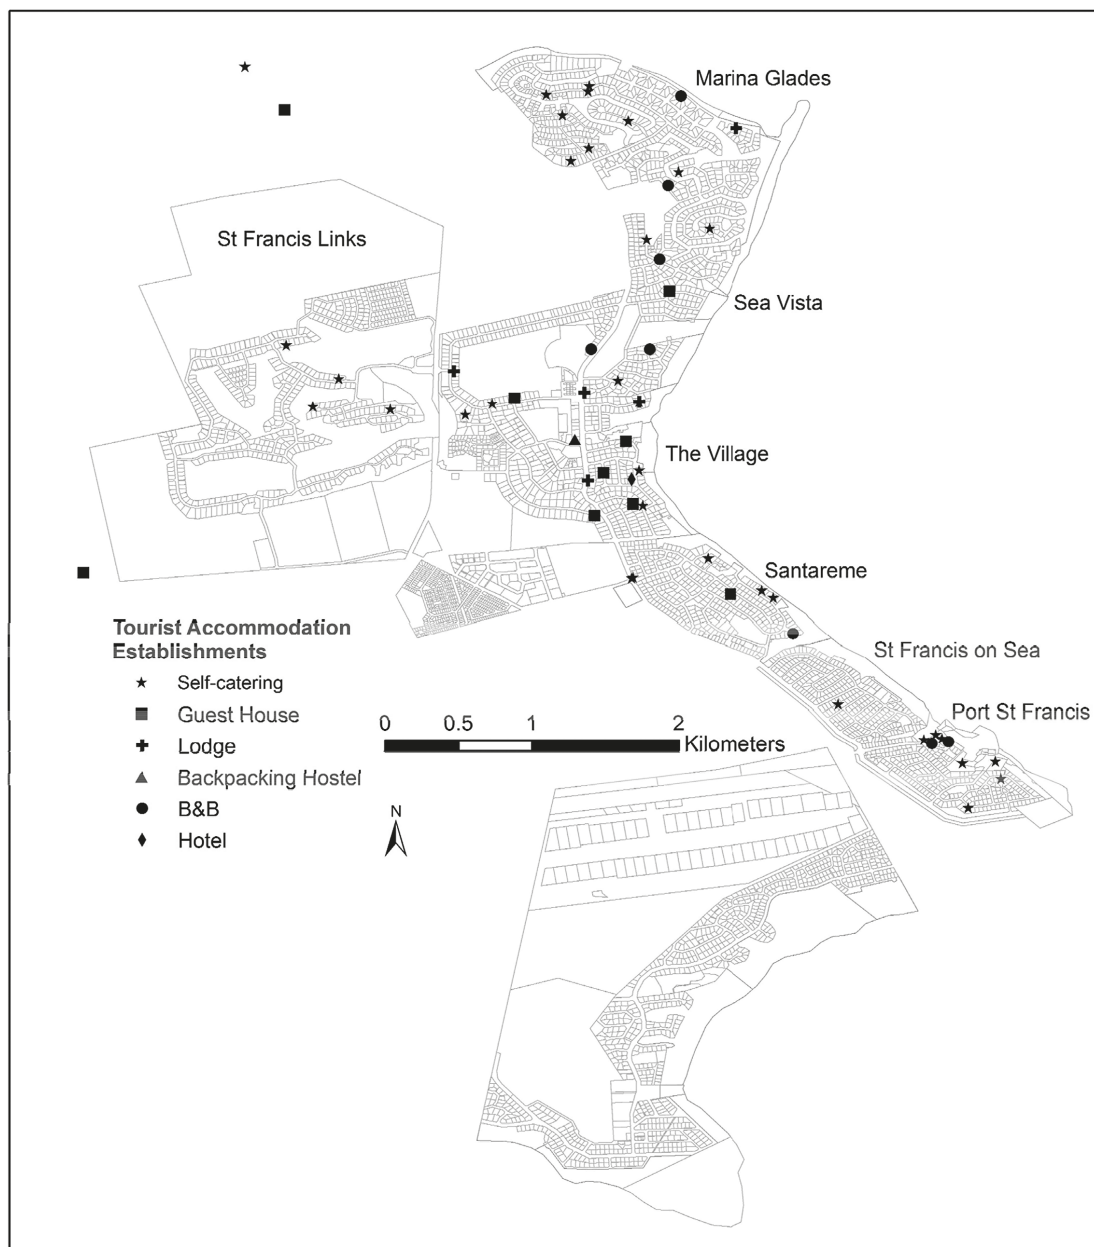 Marina Glades
St Francis Links
Sea Vista
The Village
Santareme
Tourist Accommodation
Establishments
Self-catering
Guest House
Lodge
Backpacking Hostel
B&B
Hotel
St Francis on Sea
Port St Francis
0 0.5 1 2
Kilometers
N